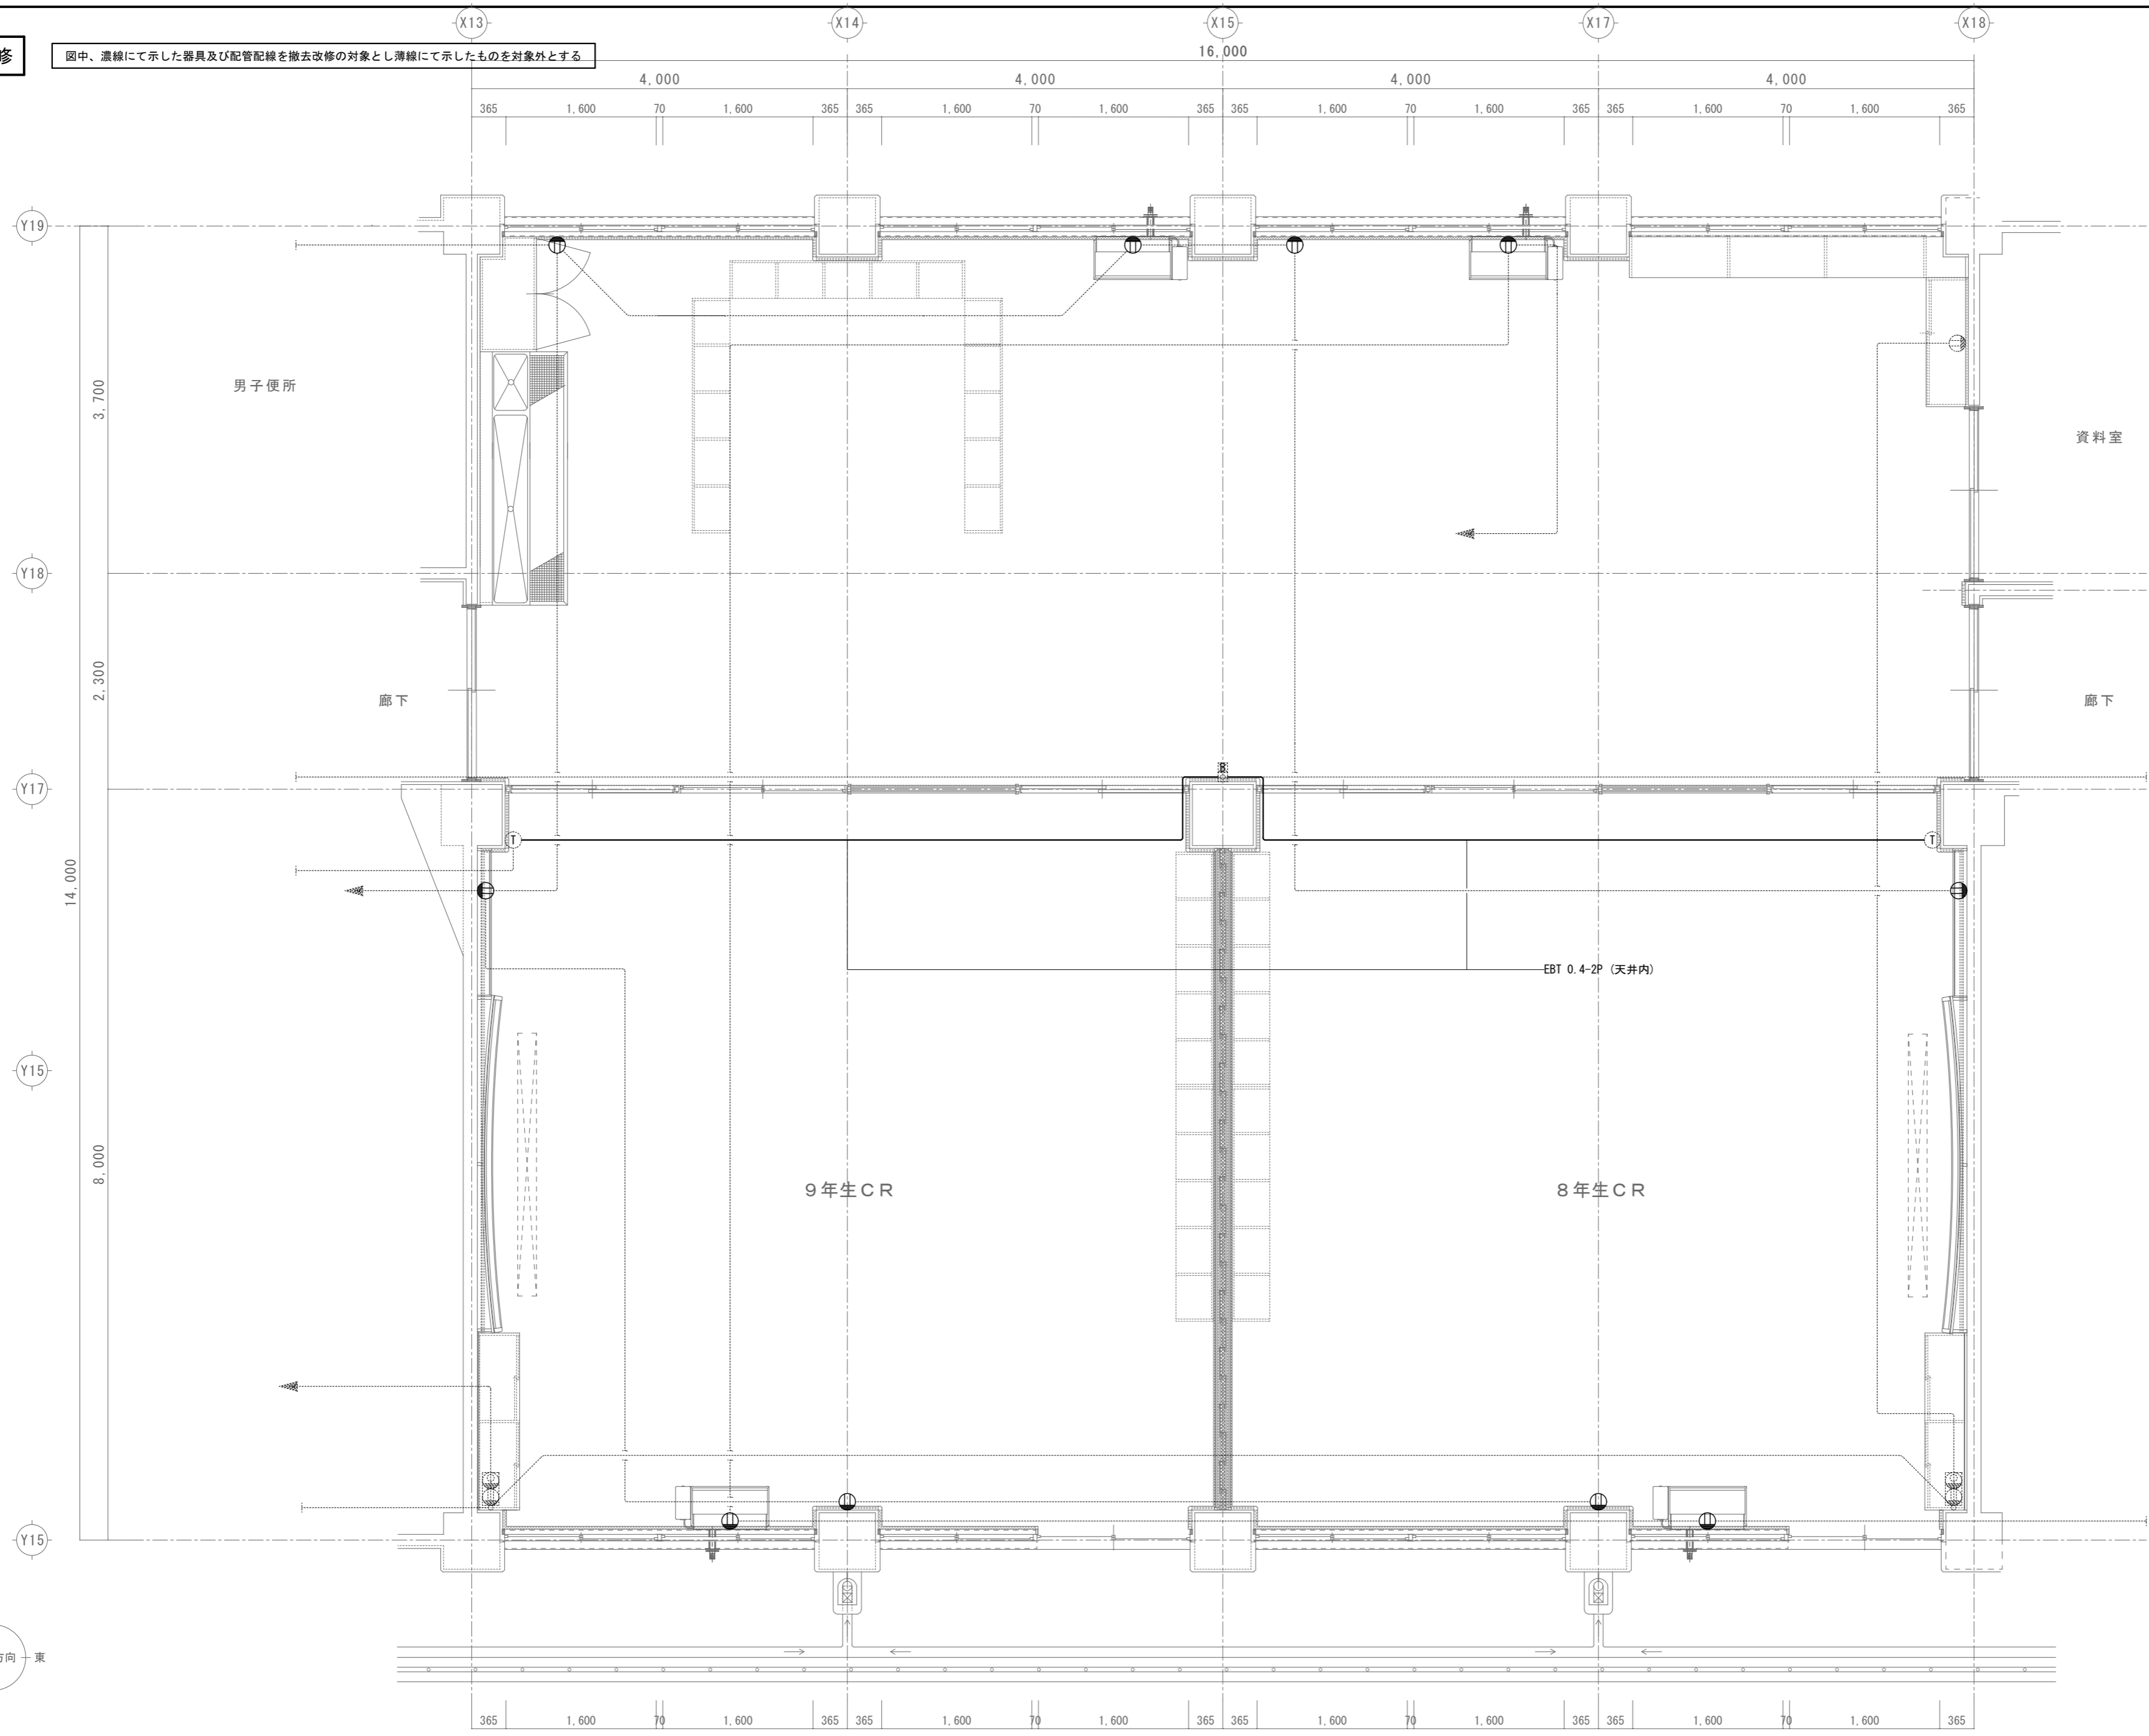 X13 X14 X15 X17 X18
修
図中、濃線にて示した器具及び配管配線を撤去改修の対象とし薄線にて示したものを対象外とする
16,000
4,000 4,000 4,000 4,000
365 1,600 70 1,600 365 365 1,600 70 1,600 365 365 1,600 70 1,600 365 365 1,600 70 1,600 365
Y19
男子便所
3,700
資料室
Y18
2,300
廊下
廊下
B
Y17
T T
14,000
EBT 0.4-2P (天井内)
Y15
8,000
9年生CR
8年生CR
Y15
方向 東
365 1,600 70 1,600 365 365 1,600 70 1,600 365 365 1,600 70 1,600 365 365 1,600 70 1,600 365